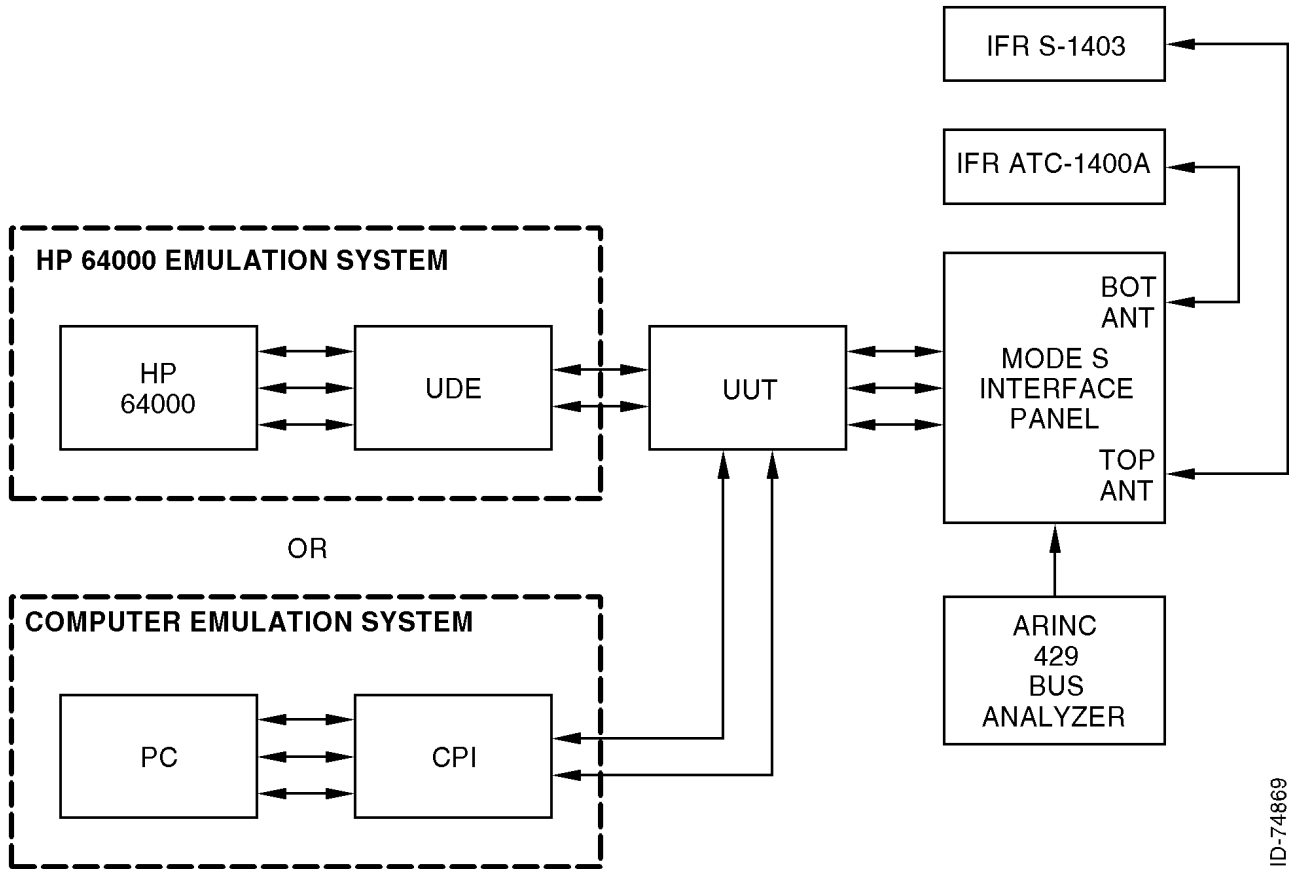 IFR S-1403
IFR ATC-1400A
HP 64000 EMULATION SYSTEM
HP
64000
UDE
UUT
BOT
ANT
MODE S
INTERFACE
PANEL
TOP
ANT
OR
COMPUTER EMULATION SYSTEM
PC
CPI
ARINC
429
BUS
ANALYZER
ID-74869